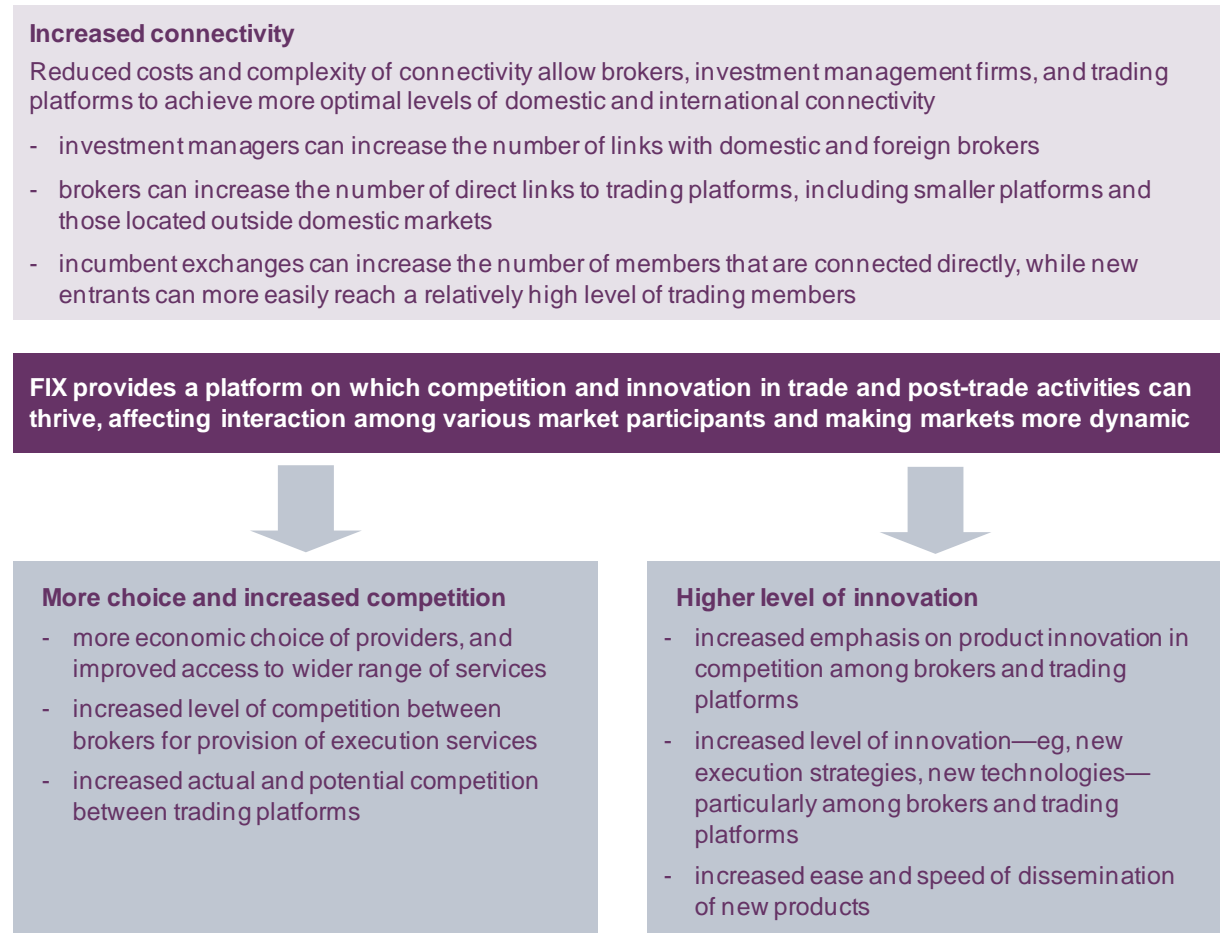 Increased connectivity
Reduced costs and complexity of connectivity allow brokers, investment management firms, and trading
platforms to achieve more optimal levels of domestic and international connectivity
- investment managers can increase the number of links with domestic and foreign brokers
- brokers can increase the number of direct links to trading platforms, including smaller platforms and
those located outside domestic markets
- incumbent exchanges can increase the number of members that are connected directly, while new
entrants can more easily reach a relatively high level of trading members
FIX provides a platform on which competition and innovation in trade and post-trade activities can
thrive, affecting interaction among various market participants and making markets more dynamic
More choice and increased competition
- more economic choice of providers, and
improved access to wider range of services
- increased level of competition between
brokers for provision of execution services
- increased actual and potential competition
between trading platforms
Higher level of innovation
- increased emphasis on product innovation in
competition among brokers and trading
platforms
- increased level of innovation—eg, new
execution strategies, new technologies—
particularly among brokers and trading
platforms
- increased ease and speed of dissemination
of new products